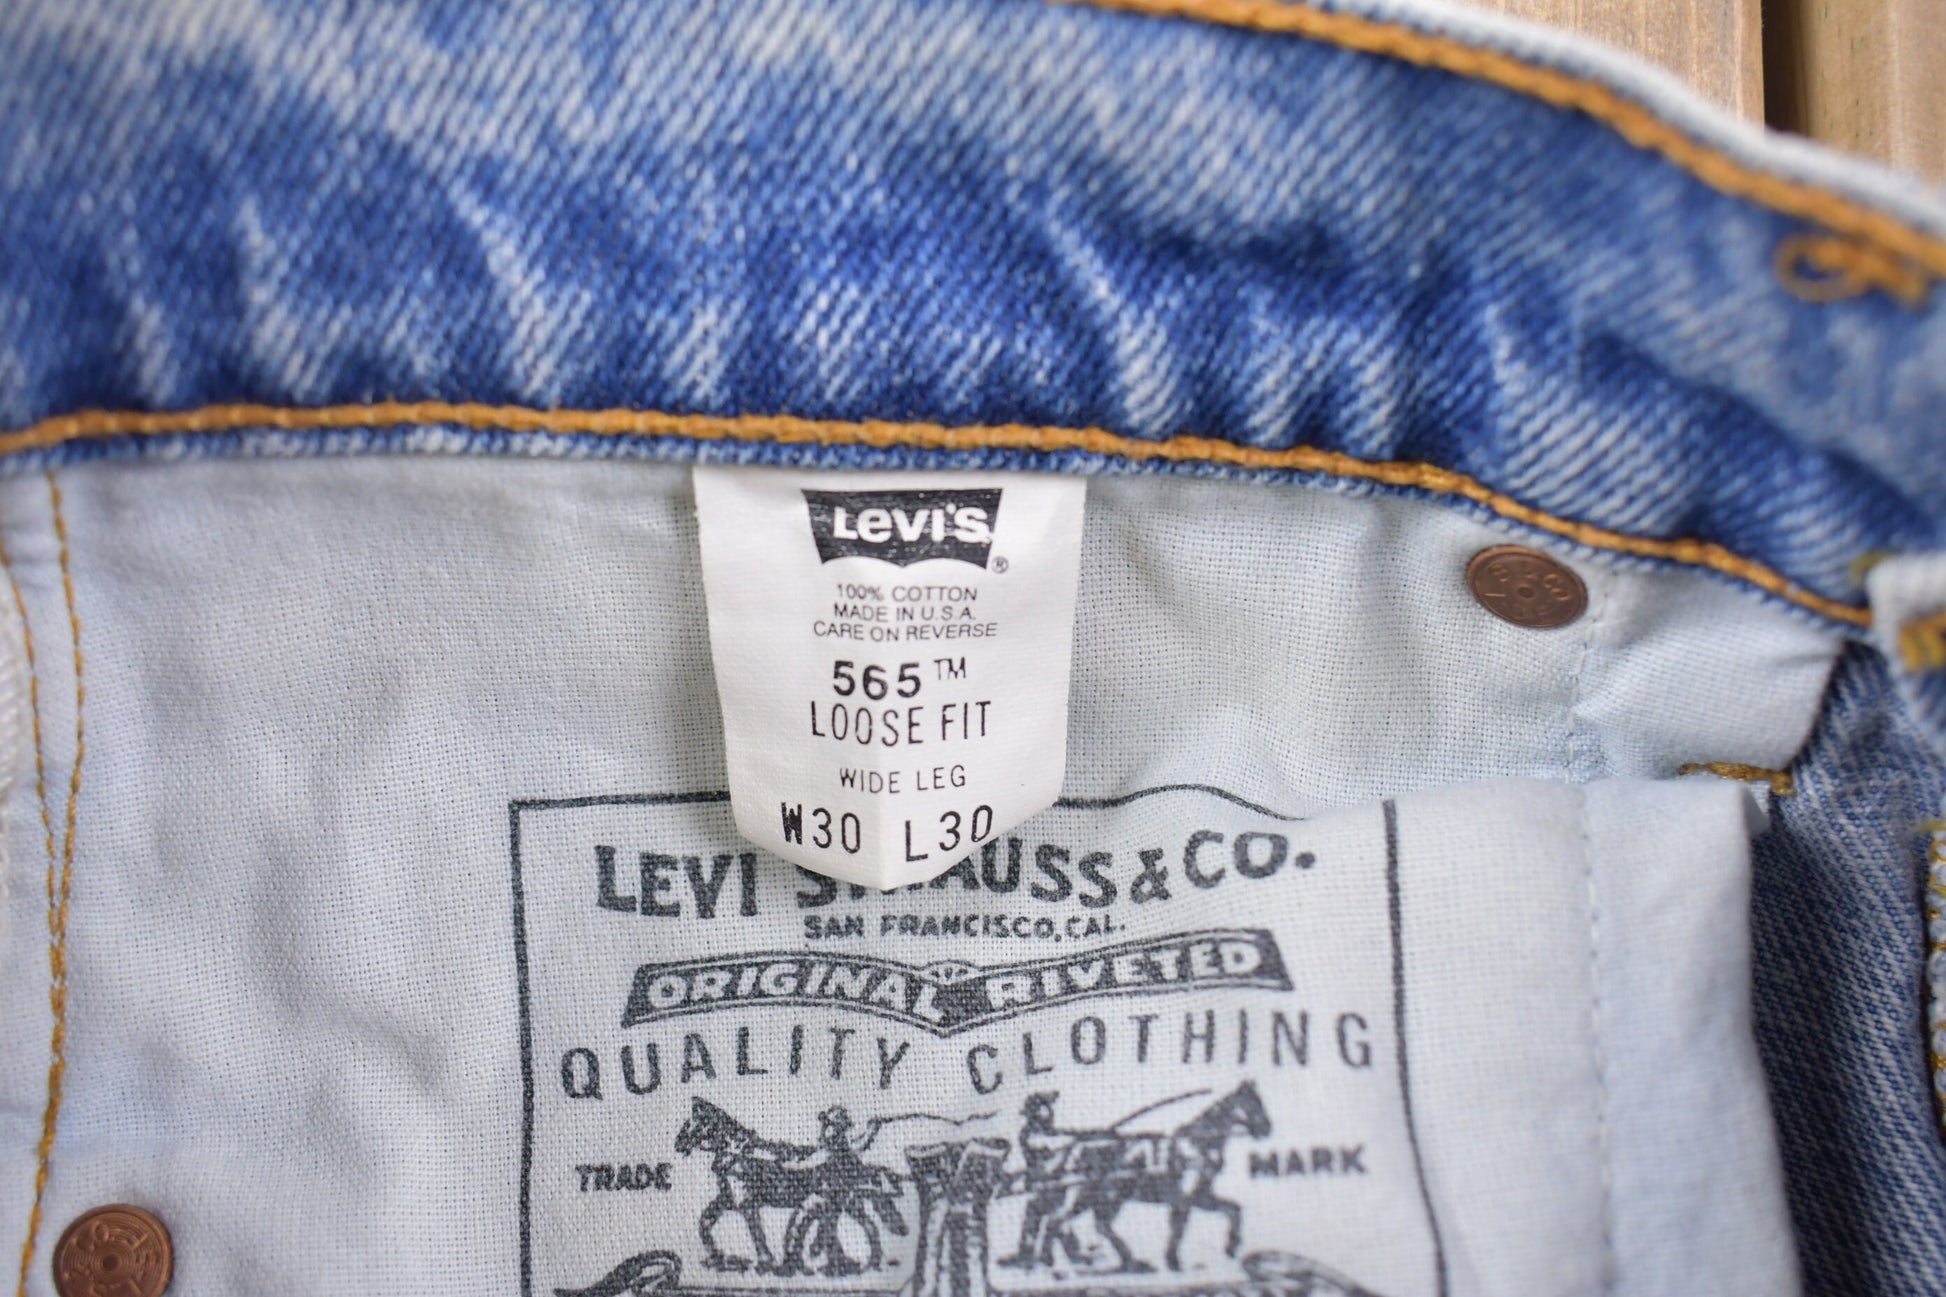 Levi's®
100% COTTON
MADE IN U.S.A.
CARE ON REVERSE
565™
LOOSE FIT
WIDE LEG
W30 L30
LEVI STRAUSS & CO.
SAN FRANCISCO, CAL.
ORIGINAL RIVETED
QUALITY CLOTHING
TRADE MARK